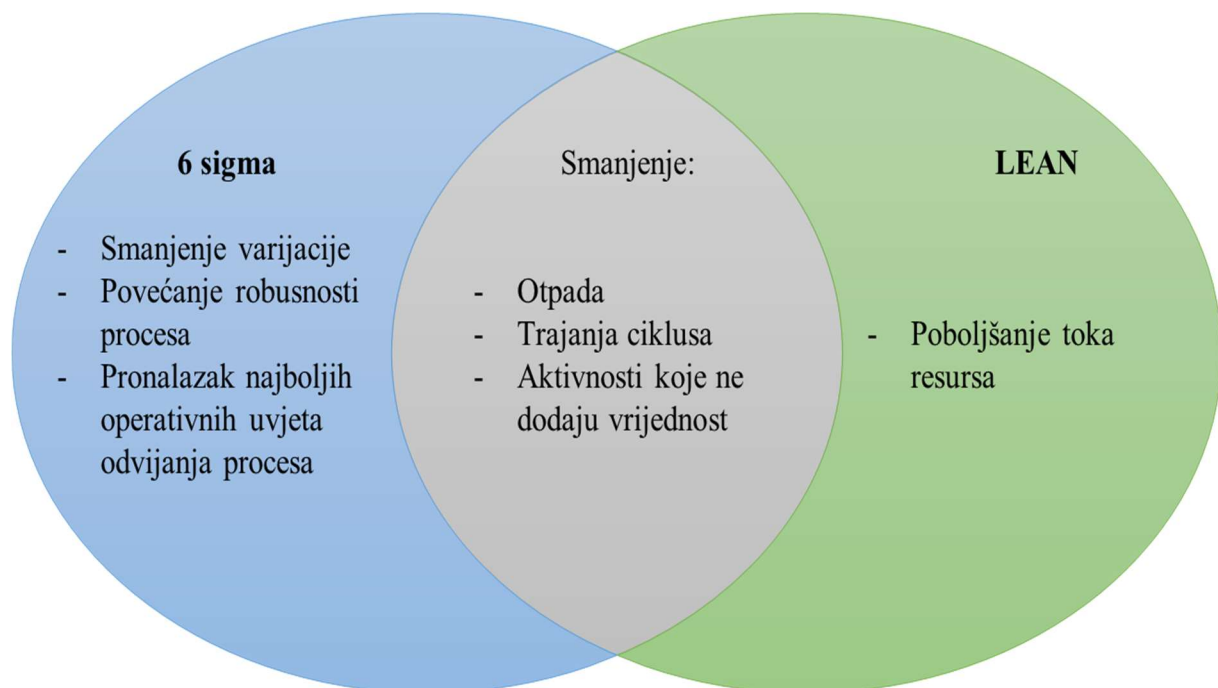 6 sigma
- Smanjenje varijacije
- Povećanje robusnosti
procesa
- Pronalazak najboljih
operativnih uvjeta
odvijanja procesa
Smanjenje:
- Otpada
- Trajanja ciklusa
- Aktivnosti koje ne
dodaju vrijednost
LEAN
- Poboljšanje toka
resursa